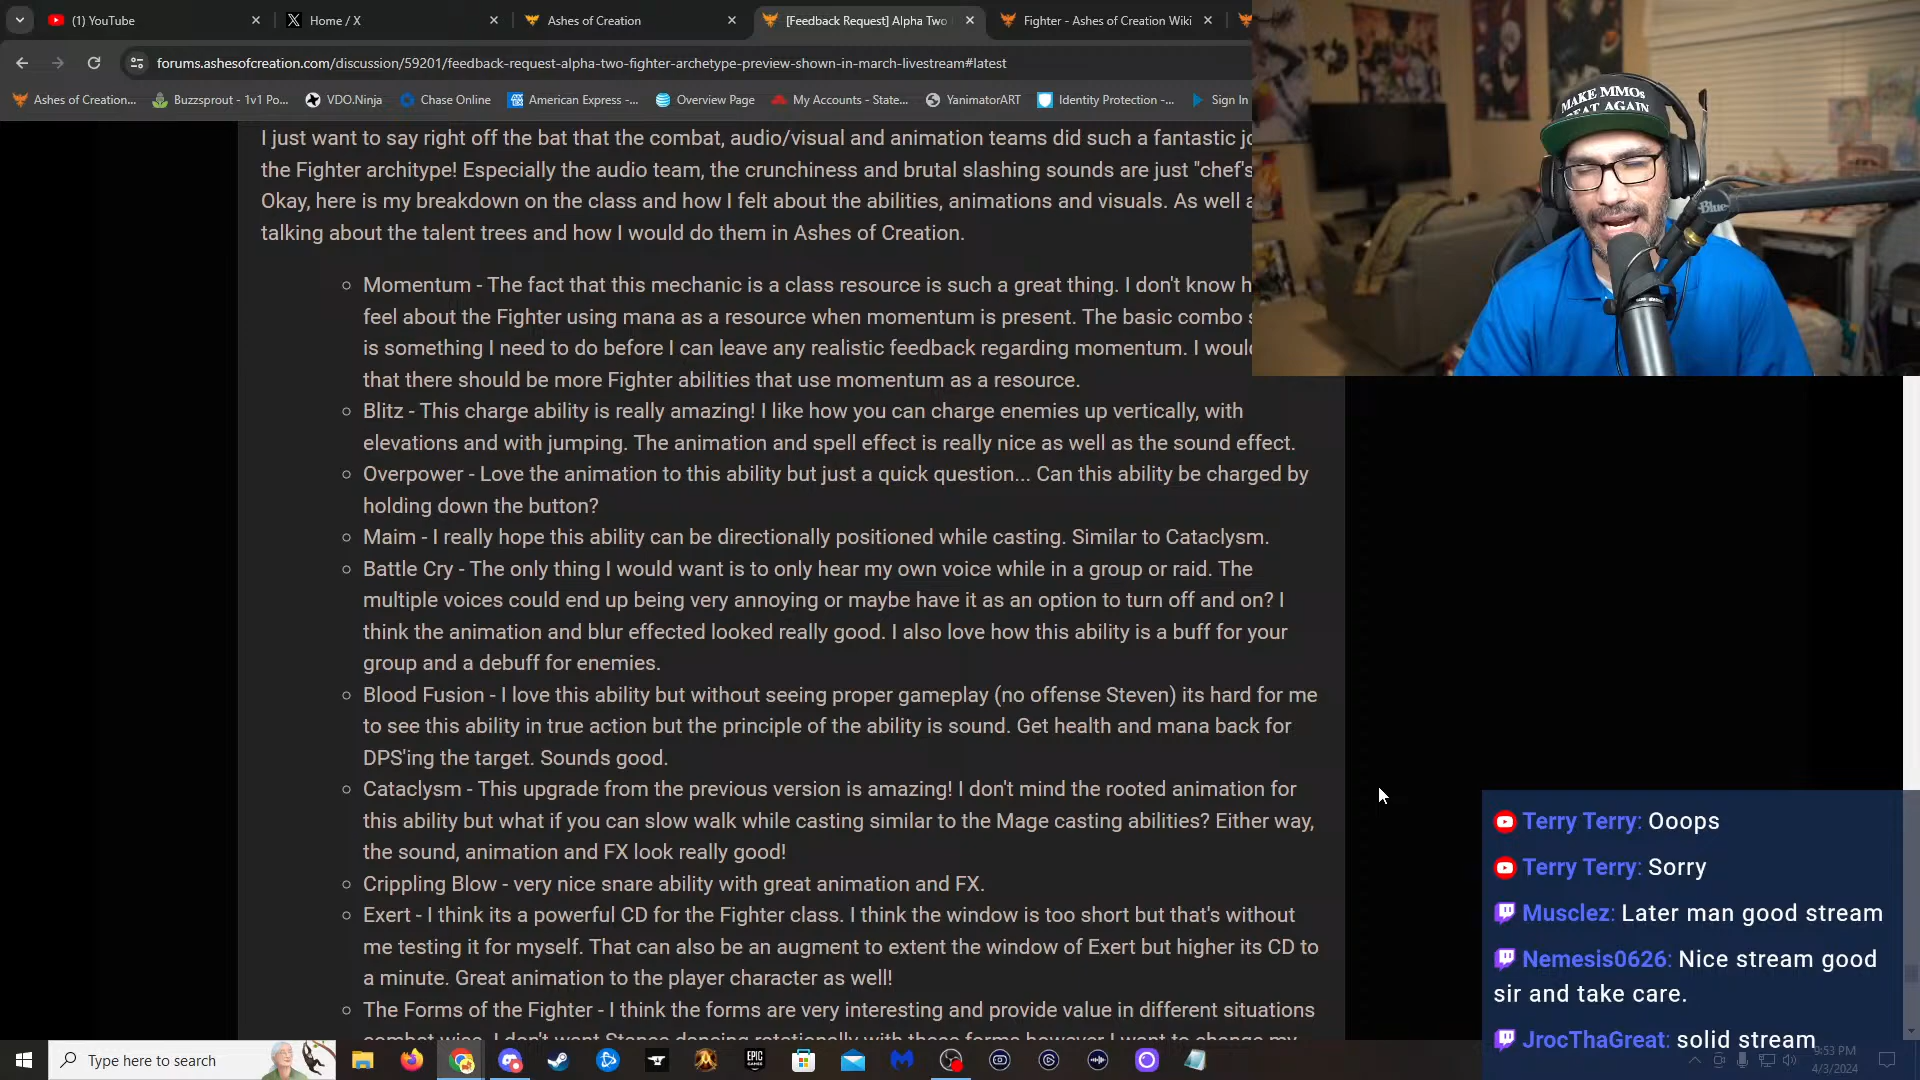 (1) YouTube
Home / X
Ashes of Creation
[Feedback Request] Alpha Two
Fighter - Ashes of Creation Wiki
forums.ashesofcreation.com/discussion/59201/feedback-request-alpha-two-fighter-archetype-preview-shown-in-march-livestream#latest
Ashes of Creation...
Buzzsprout - 1v1 Po...
VDO.Ninja
Chase Online
American Express -...
Overview Page
My Accounts - State...
YanimatorART
Identity Protection -...
Sign In
MAKE MMOs
GREAT AGAIN
Blue
I just want to say right off the bat that the combat, audio/visual and animation teams did such a fantastic
the Fighter architype! Especially the audio team, the crunchiness and brutal slashing sounds are just "chef's
Okay, here is my breakdown on the class and how I felt about the abilities, animations and visuals. As well
talking about the talent trees and how I would do them in Ashes of Creation.
Momentum - The fact that this mechanic is a class resource is such a great thing. I don't know
feel about the Fighter using mana as a resource when momentum is present. The basic combo
is something I need to do before I can leave any realistic feedback regarding momentum. I would
that there should be more Fighter abilities that use momentum as a resource.
Blitz - This charge ability is really amazing! I like how you can charge enemies up vertically, with
elevations and with jumping. The animation and spell effect is really nice as well as the sound effect.
Overpower - Love the animation to this ability but just a quick question... Can this ability be charged by
holding down the button?
Maim - I really hope this ability can be directionally positioned while casting. Similar to Cataclysm.
Battle Cry - The only thing I would want is to only hear my own voice while in a group or raid. The
multiple voices could end up being very annoying or maybe have it as an option to turn off and on? I
think the animation and blur effected looked really good. I also love how this ability is a buff for your
group and a debuff for enemies.
Blood Fusion - I love this ability but without seeing proper gameplay (no offense Steven) its hard for me
to see this ability in true action but the principle of the ability is sound. Get health and mana back for
DPS'ing the target. Sounds good.
Cataclysm - This upgrade from the previous version is amazing! I don't mind the rooted animation for
this ability but what if you can slow walk while casting similar to the Mage casting abilities? Either way,
the sound, animation and FX look really good!
Crippling Blow - very nice snare ability with great animation and FX.
Exert - I think its a powerful CD for the Fighter class. I think the window is too short but that's without
me testing it for myself. That can also be an augment to extent the window of Exert but higher its CD to
a minute. Great animation to the player character as well!
The Forms of the Fighter - I think the forms are very interesting and provide value in different situations
combat wise. I don't want Stance dancing rotationally with these forms however I want to change my
Terry Terry: Ooops
Terry Terry: Sorry
Musclez: Later man good stream
Nemesis0626: Nice stream good
sir and take care.
JrocThaGreat: solid stream
Type here to search
EPIC
GAMES
9:53 PM
4/3/2024